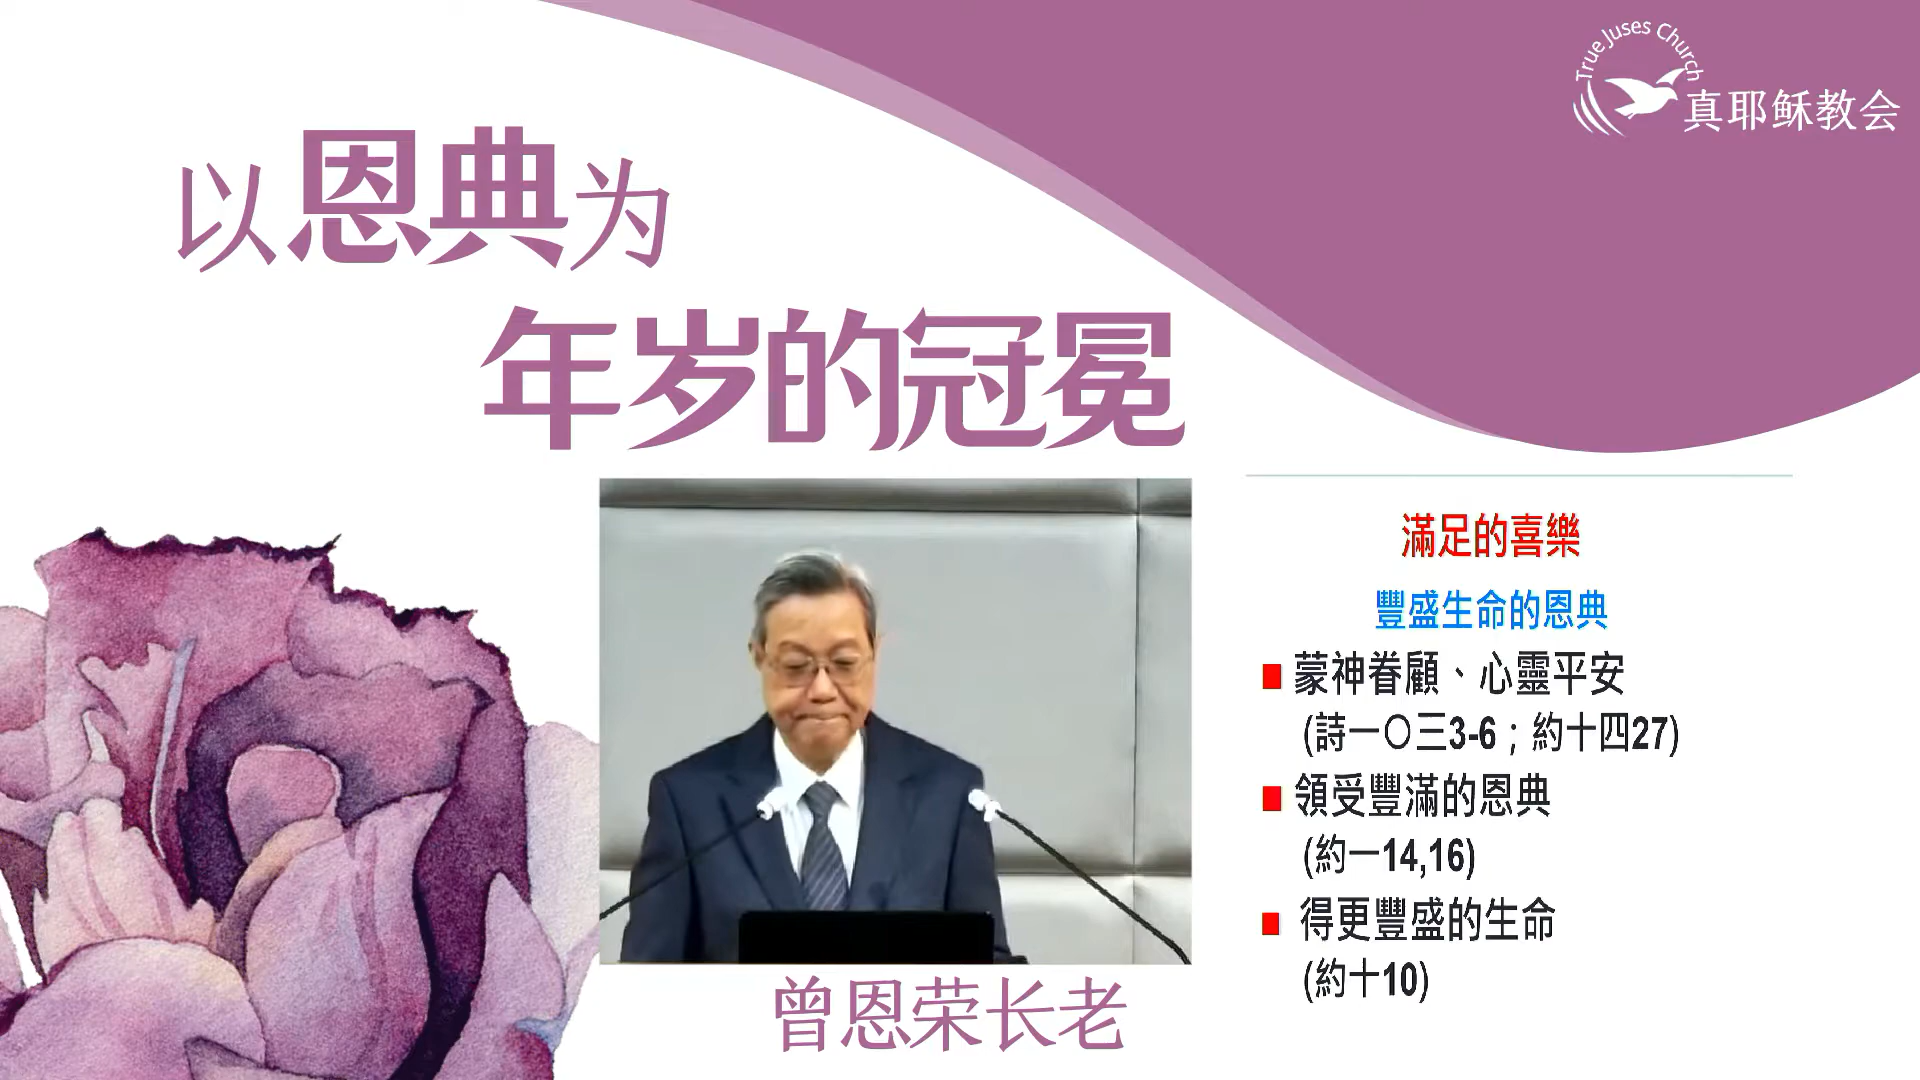 True Juses Church
真耶稣教会
以恩典为
年岁的冠冕
滿足的喜樂
豐盛生命的恩典
蒙神眷顧、心靈平安
(詩一〇三3-6；約十四27)
領受豐滿的恩典
(約一14,16)
得更豐盛的生命
(約十10)
曾恩荣长老